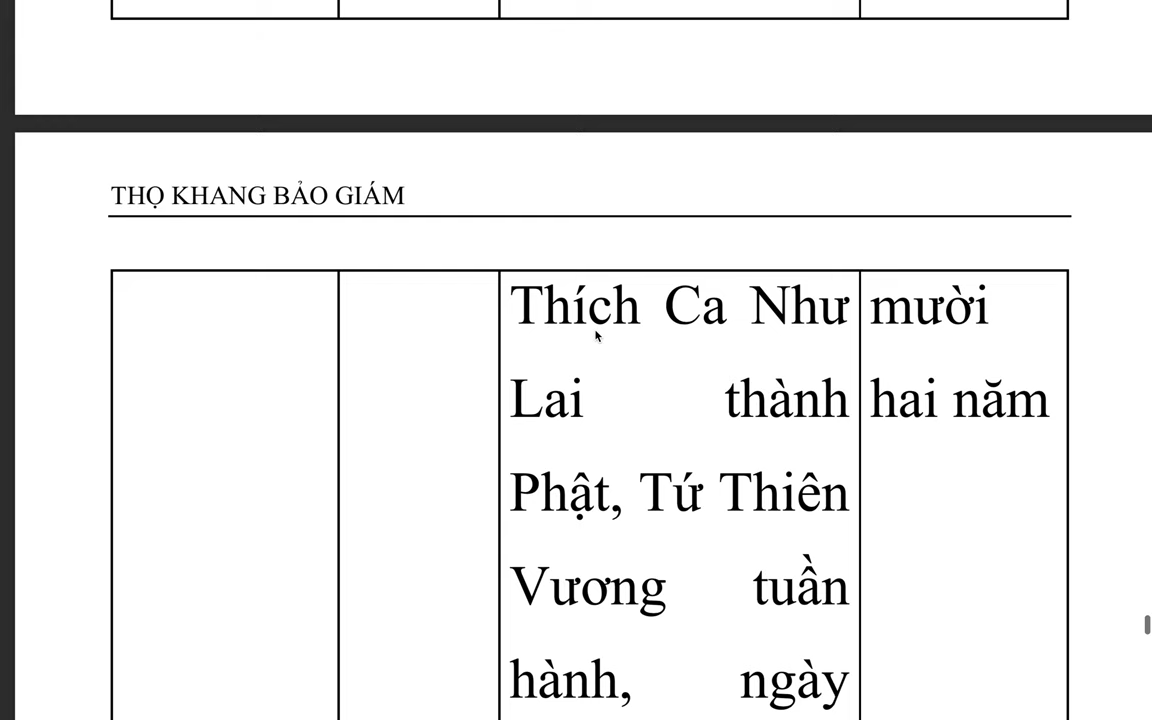 THỌ KHANG BẢO GIÁM
Thích Ca Như
Lai thành
Phật, Tứ Thiên
Vương tuần
hành, ngày
mười
hai năm